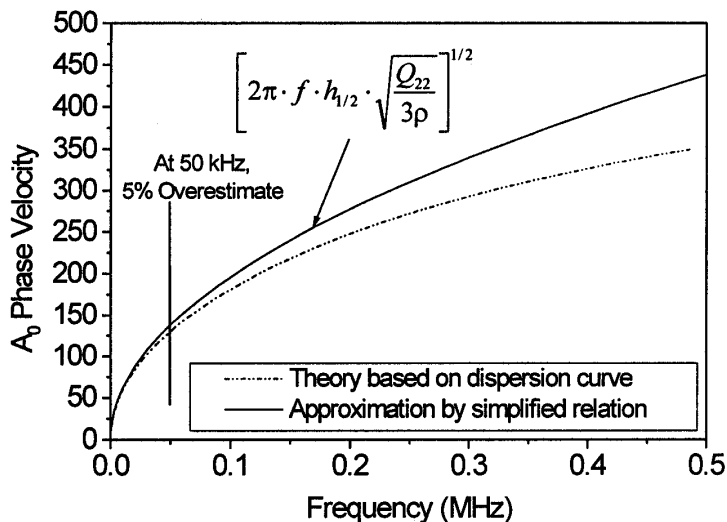 500
450
400
350
300
250
200
150
100
50
0
A₀ Phase Velocity
[2π · f · h₁/₂ · √(Q₂₂/3ρ)]^1/2
At 50 kHz,
5% Overestimate
Theory based on dispersion curve
Approximation by simplified relation
0.0 0.1 0.2 0.3 0.4 0.5
Frequency (MHz)